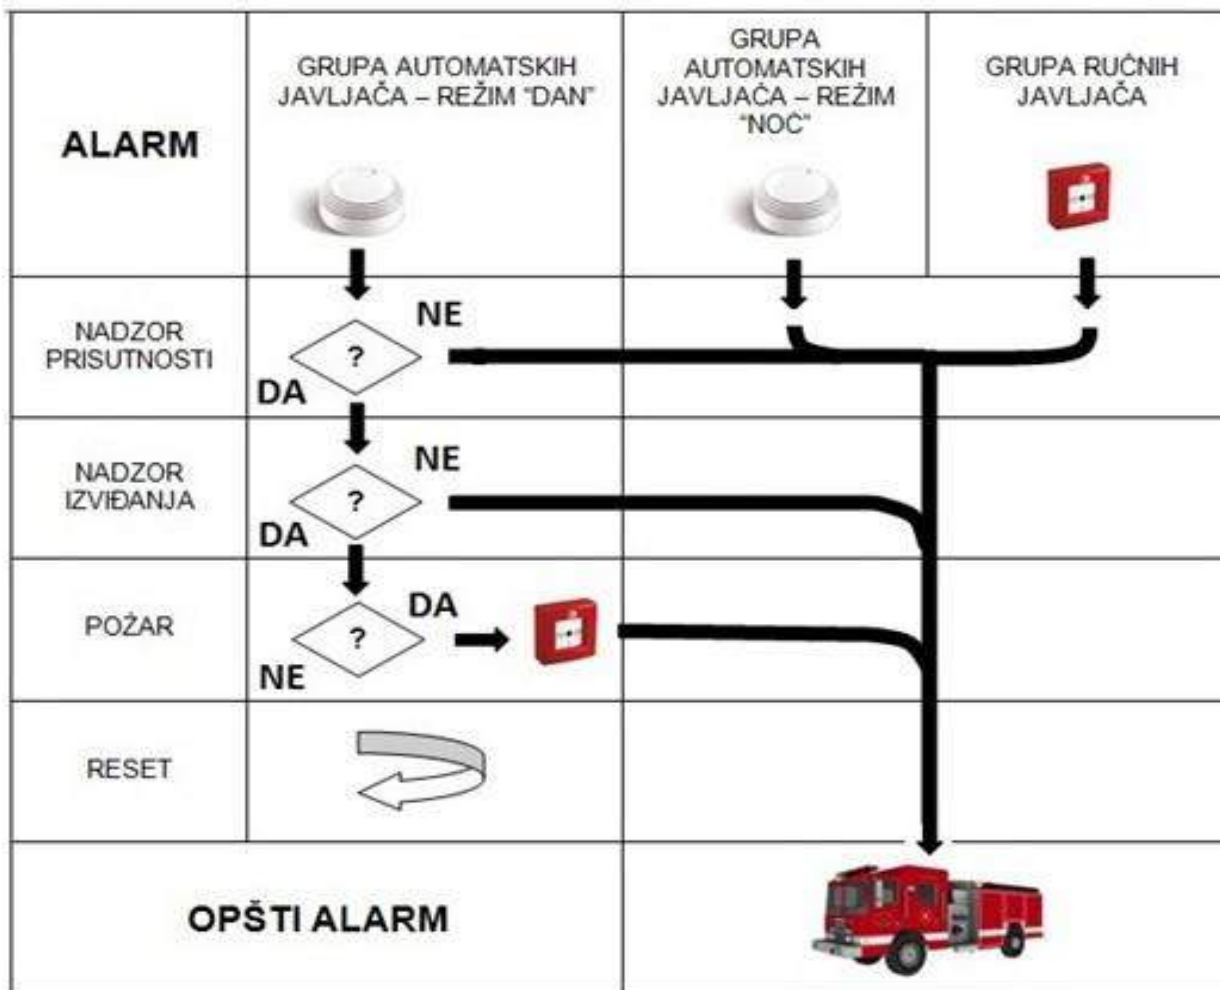 ALARM
GRUPA AUTOMATSKIH
JAVLJAČA – REŽIM “DAN”
GRUPA
AUTOMATSKIH
JAVLJAČA – REŽIM
“NOĆ”
GRUPA RUČNIH
JAVLJAČA
NADZOR
PRISUTNOSTI
?
NE
DA
NADZOR
IZVIĐANJA
?
NE
DA
POŽAR
?
DA
NE
RESET
OPŠTI ALARM